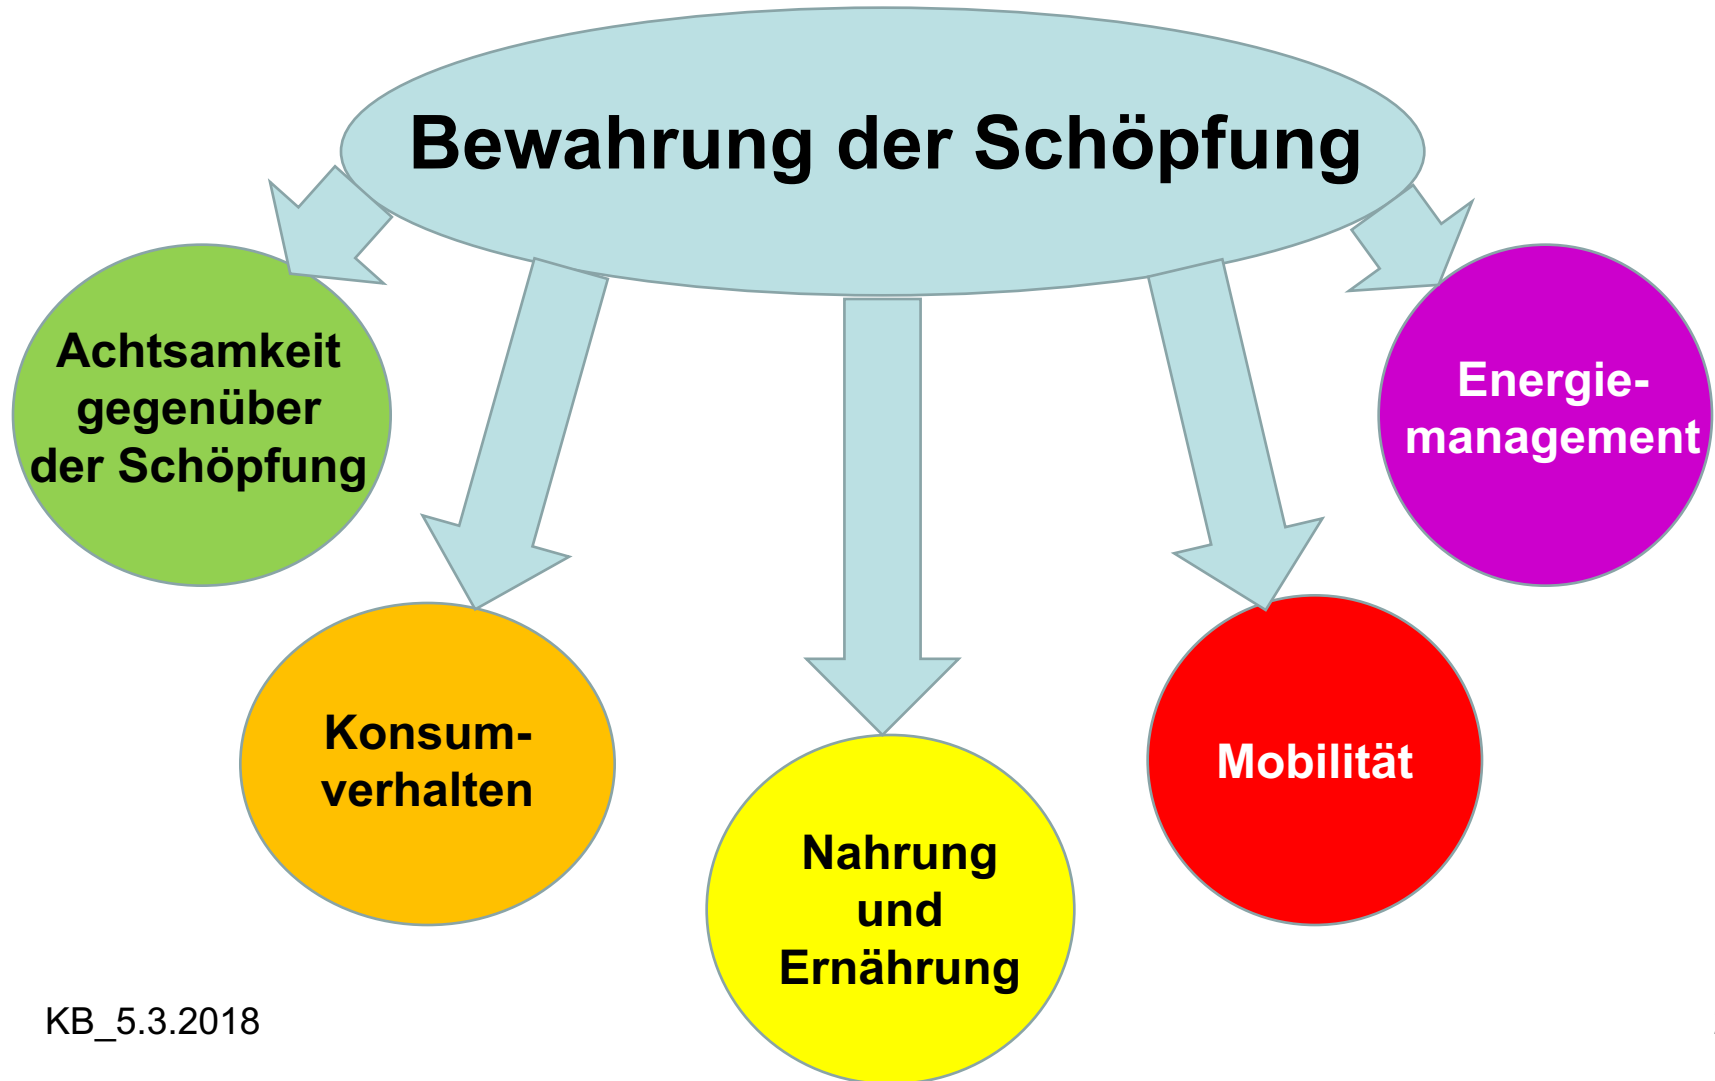 Bewahrung der Schöpfung
Achtsamkeit
gegenüber
der Schöpfung
Konsum-
verhalten
Nahrung
und
Ernährung
Mobilität
Energie-
management
KB_5.3.2018